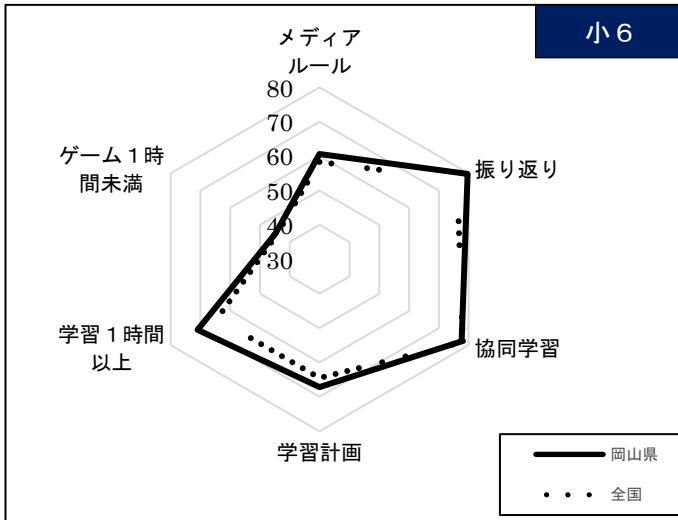 小６
メディア
ルール
80
70
60
50
40
30
振り返り
協同学習
学習計画
学習１時間
以上
ゲーム１時
間未満
岡山県
全国